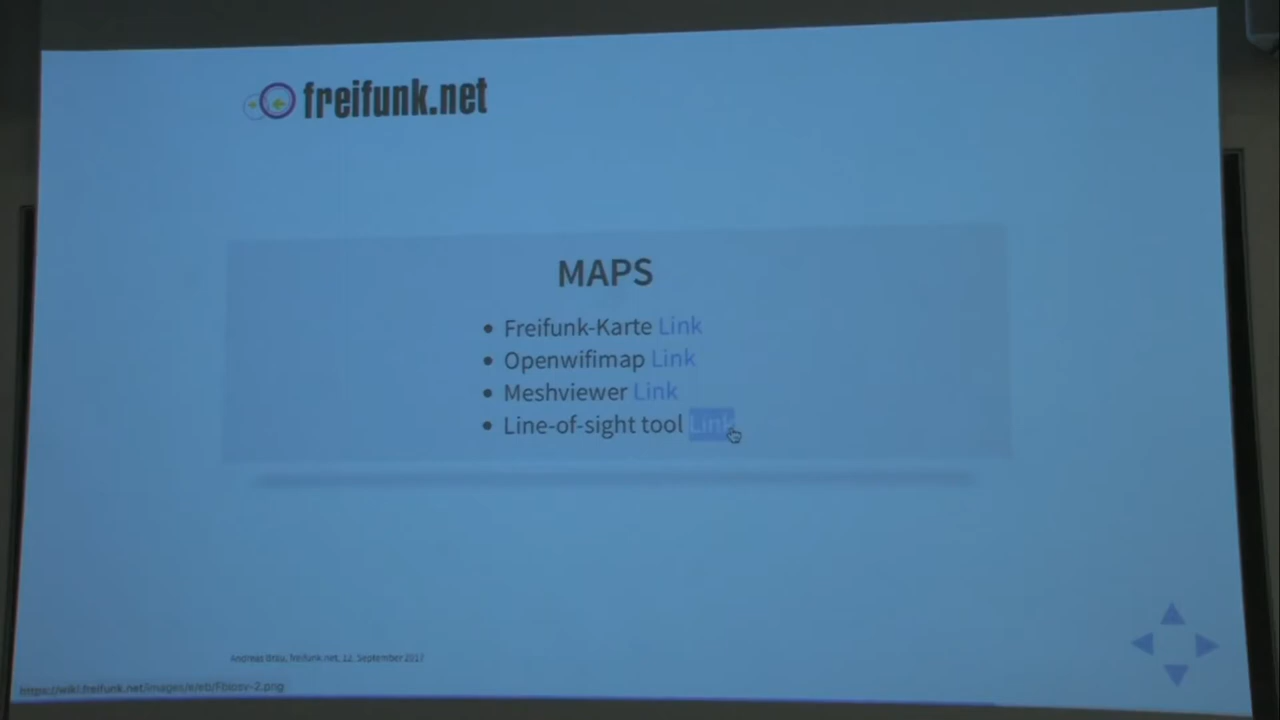 freifunk.net
MAPS
Freifunk-Karte Link
Openwifimap Link
Meshviewer Link
Line-of-sight tool Link
Andreas Bräu, freifunk.net, 12. September 2017
https://wiki.freifunk.net/images/e/eb/Fblosv-2.png